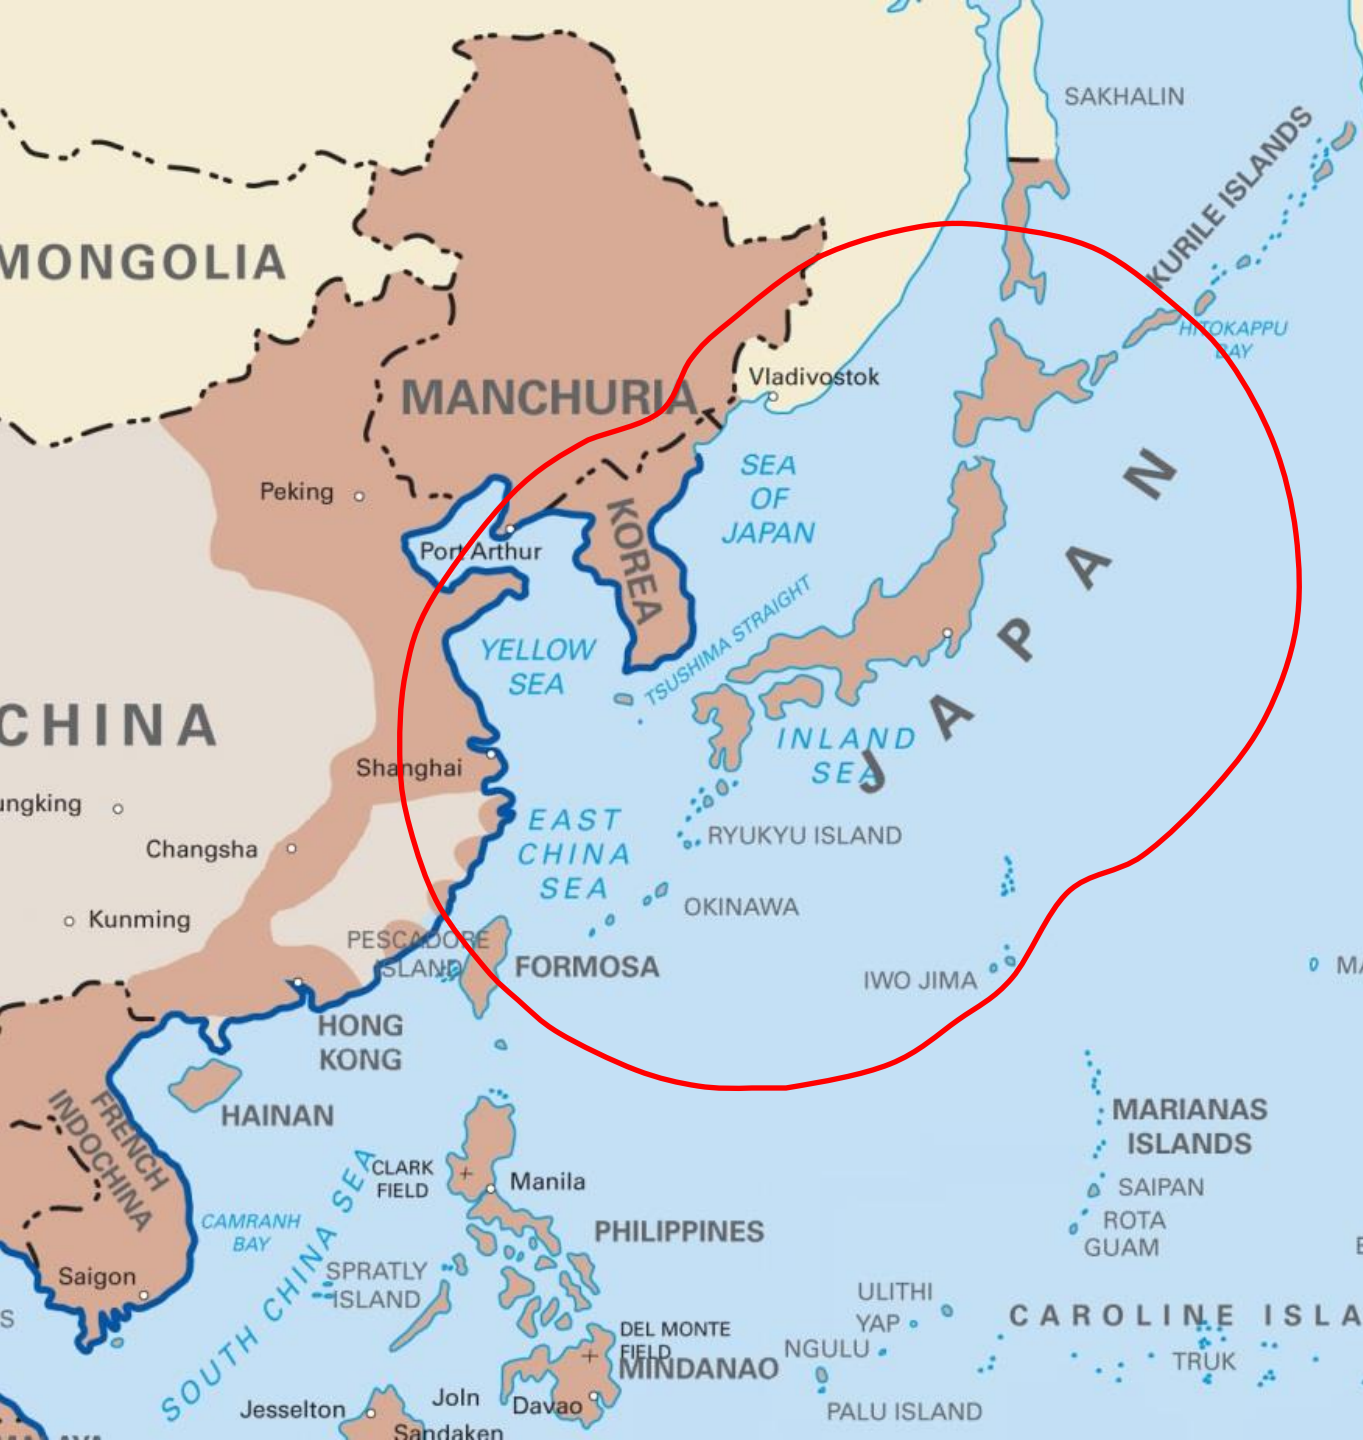 SAKHALIN
KURILE ISLANDS
MONGOLIA
HITOKAPPU
BAY
Vladivostok
MANCHURIA
SEA
OF
JAPAN
Peking
KOREA
Port Arthur
JAPAN
TSUSHIMA STRAIGHT
YELLOW
SEA
CHINA
INLAND
SEA
Shanghai
ungking
EAST
CHINA
SEA
RYUKYU ISLAND
Changsha
Kunming
OKINAWA
PESCADORE
ISLAND
FORMOSA
IWO JIMA
MA
HONG
KONG
HAINAN
FRENCH
INDOCHINA
MARIANAS
ISLANDS
SOUTH CHINA SEA
CLARK
FIELD
Manila
SAIPAN
CAMRANH
BAY
PHILIPPINES
ROTA
GUAM
E
Saigon
SPRATLY
ISLAND
ULITHI
YAP
CAROLINE ISLA
S
DEL MONTE
FIELD
MINDANAO
NGULU
TRUK
Jesselton
Joln
Davao
PALU ISLAND
Sandaken
MALAYA